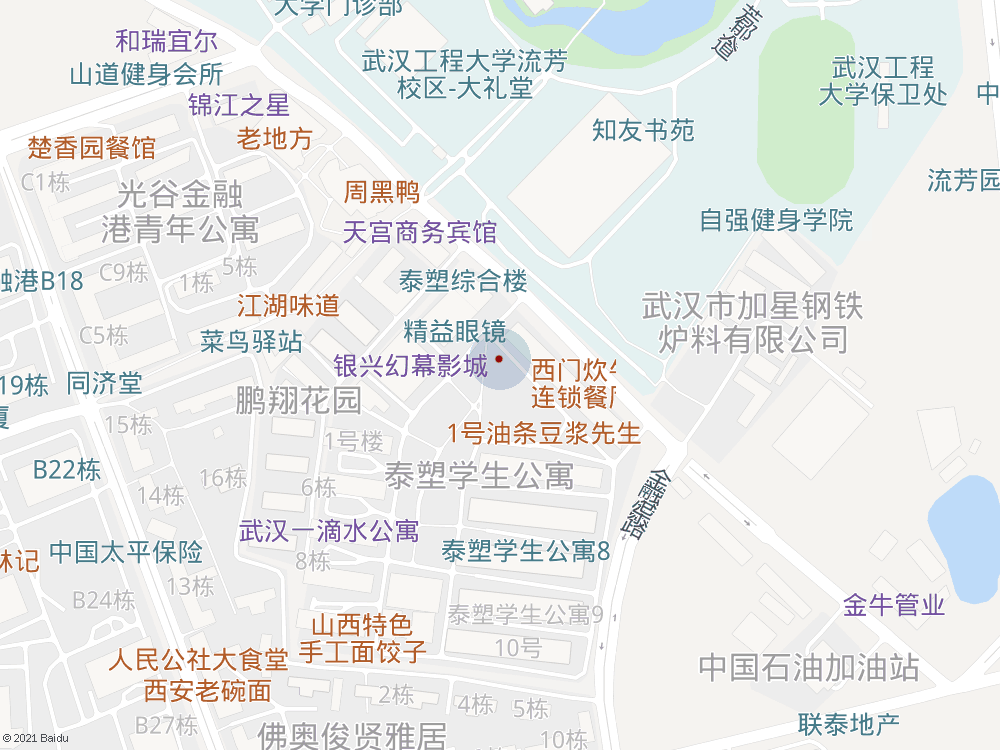 大学门诊部
和瑞宜尔
山道健身会所
武汉工程大学流芳
校区-大礼堂
武汉工程
大学保卫处
中
锦江之星
老地方
楚香园餐馆
知友书苑
C1栋
光谷金融
港青年公寓
周黑鸭
流芳园
天宫商务宾馆
自强健身学院
C9栋
5栋
1栋
融港B18
泰塑综合楼
江湖味道
武汉市加星钢铁
炉料有限公司
C5栋
菜鸟驿站
精益眼镜
银兴幻幕影城
西门炊牛
连锁餐厅
19栋
同济堂
厦
鹏翔花园
15栋
1号楼
1号油条豆浆先生
B22栋
16栋
泰塑学生公寓
金融港路
14栋
6栋
武汉一滴水公寓
林记
中国太平保险
8栋
泰塑学生公寓8
13栋
B24栋
泰塑学生公寓9
金牛管业
山西特色
手工面饺子
10号
人民公社大食堂
西安老碗面
中国石油加油站
2栋
4栋
5栋
B27栋
佛奥俊贤雅居
10栋
联泰地产
© 2021 Baidu